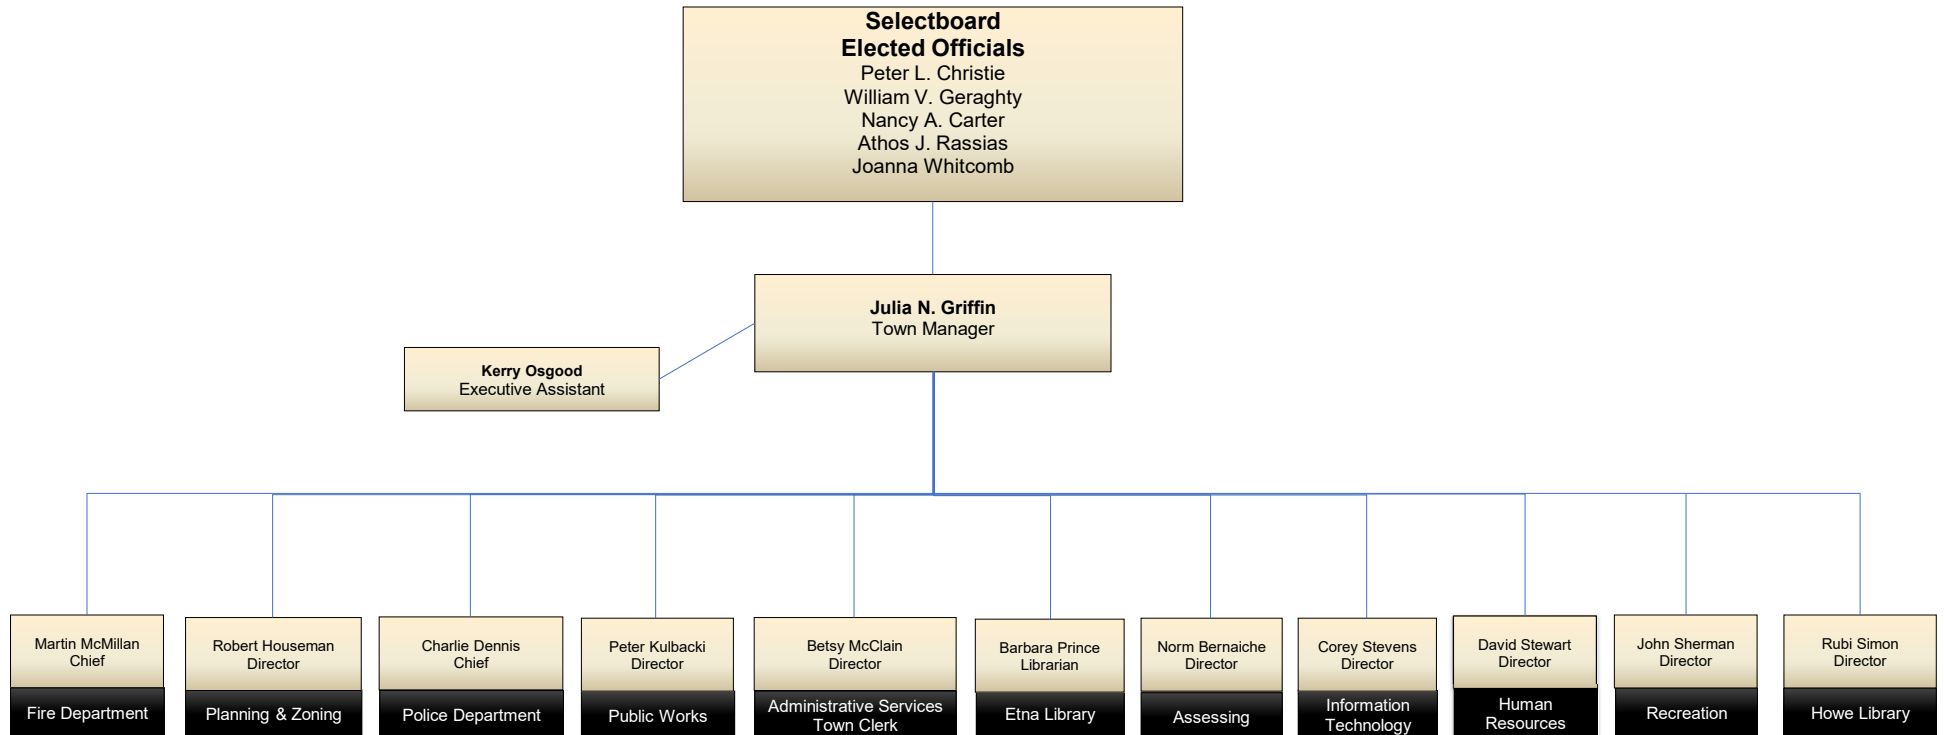 Selectboard
Elected Officials
Peter L. Christie
William V. Geraghty
Nancy A. Carter
Athos J. Rassias
Joanna Whitcomb
Julia N. Griffin
Town Manager
Kerry Osgood
Executive Assistant
Martin McMillan
Chief
Fire Department
Robert Houseman
Director
Planning & Zoning
Charlie Dennis
Chief
Police Department
Peter Kulbacki
Director
Public Works
Betsy McClain
Director
Administrative Services
Town Clerk
Barbara Prince
Librarian
Etna Library
Norm Bernaiche
Director
Assessing
Corey Stevens
Director
Information
Technology
David Stewart
Director
Human
Resources
John Sherman
Director
Recreation
Rubi Simon
Director
Howe Library